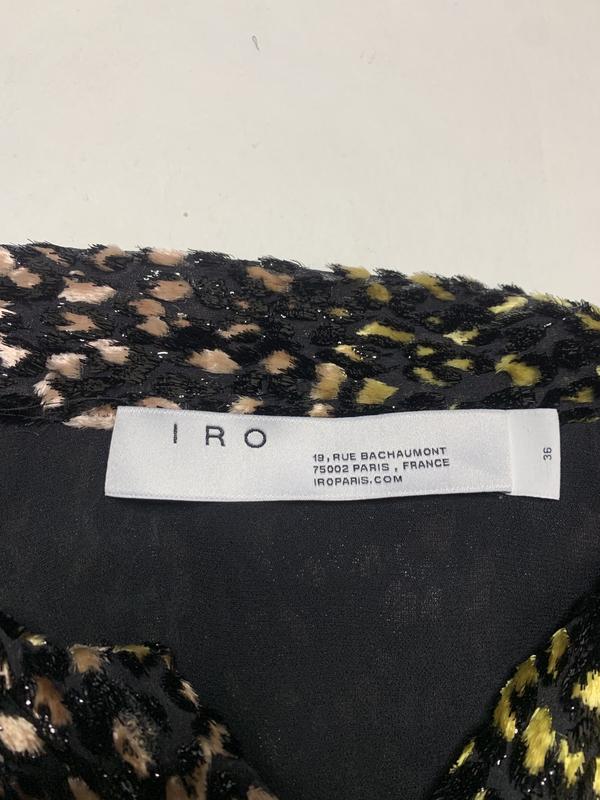 IRO
19, RUE BACHAUMONT
75002 PARIS , FRANCE
IROPARIS.COM
36